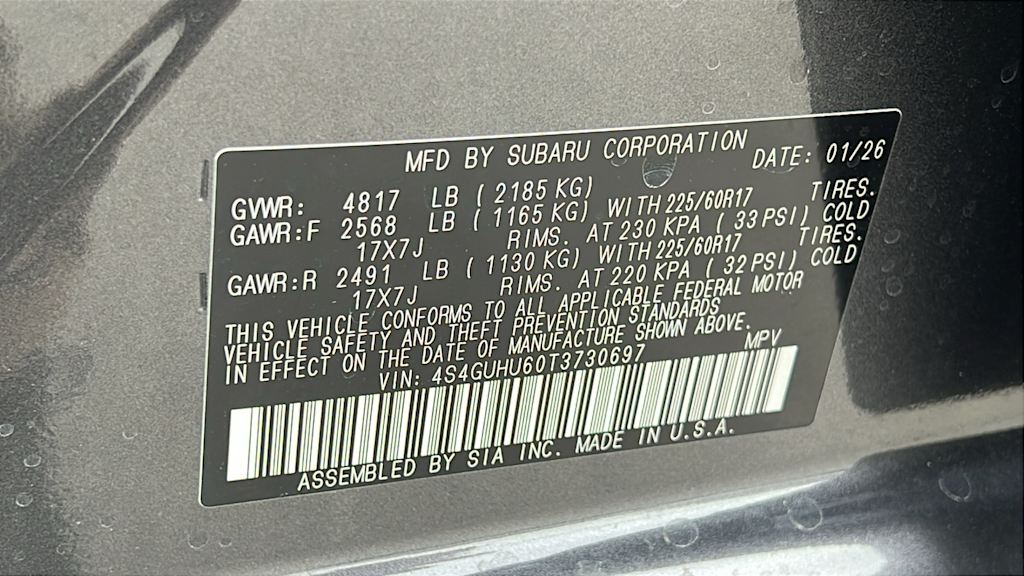 MFD BY SUBARU CORPORATION DATE: 01/26
GVWR: 4817 LB ( 2185 KG)
GAWR:F 2568 LB ( 1165 KG) WITH 225/60R17 TIRES.
17X7J RIMS. AT 230 KPA ( 33 PSI) COLD
GAWR:R 2491 LB ( 1130 KG) WITH 225/60R17 TIRES.
17X7J RIMS. AT 220 KPA ( 32 PSI) COLD
THIS VEHICLE CONFORMS TO ALL APPLICABLE FEDERAL MOTOR
VEHICLE SAFETY AND THEFT PREVENTION STANDARDS
IN EFFECT ON THE DATE OF MANUFACTURE SHOWN ABOVE.
VIN: 4S4GUHU60T3730697 MPV
ASSEMBLED BY SIA INC. MADE IN U.S.A.